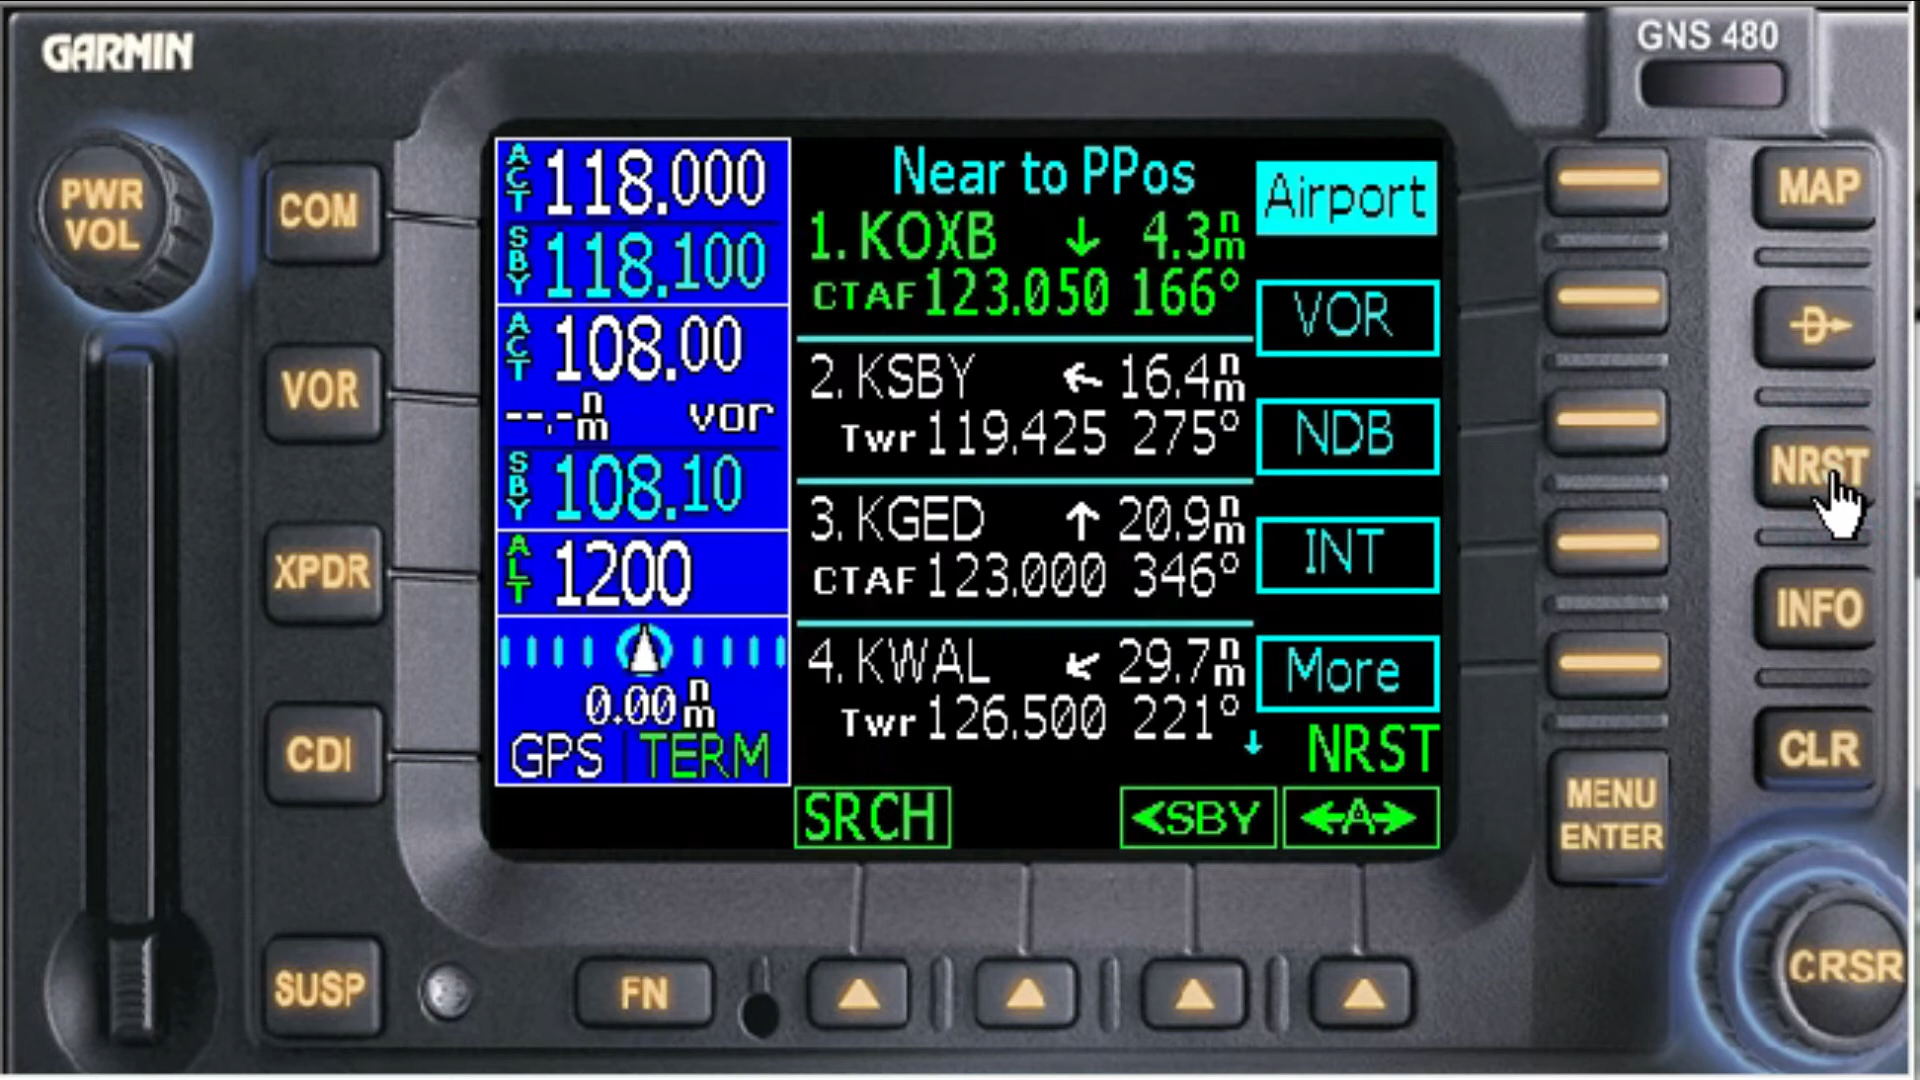 GARMIN
GNS 480
PWR
VOL
COM
VOR
XPDR
CDI
SUSP
FN
ACT 118.000
SBY 118.100
ACT 108.00
--.-nm vor
SBY 108.10
ALT 1200
0.00nm
GPS TERM
Near to PPos
1. KOXB ↓ 4.3nm
CTAF 123.050 166°
2. KSBY ← 16.4nm
Twr 119.425 275°
3. KGED ↑ 20.9nm
CTAF 123.000 346°
4. KWAL ↙ 29.7nm
Twr 126.500 221°
Airport
VOR
NDB
INT
More
NRST
SRCH
<SBY
←A→
MAP
D
NRST
INFO
CLR
MENU
ENTER
CRSR